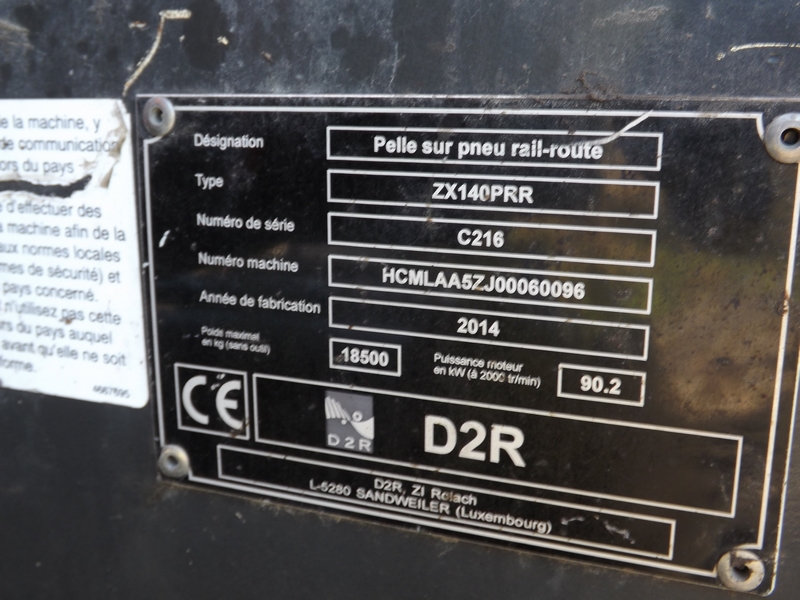 e la machine, y
de communication
ors du pays
d'effectuer des
machine afin de la
aux normes locales
mes de sécurité) et
pays concerné.
n'utilisez pas cette
rs du pays auquel
avant qu'elle ne soit
forme.
4667695
Désignation Pelle sur pneu rail-route
Type ZX140PRR
Numéro de série C216
Numéro machine HCMLAA5ZJ00060096
Année de fabrication 2014
Poids maximal
en kg (sans outil) 18500
Puissance moteur
en kW (à 2000 tr/min) 90.2
CE
D2R
D2R
D2R, ZI Rolach
L-5280 SANDWEILER (Luxembourg)